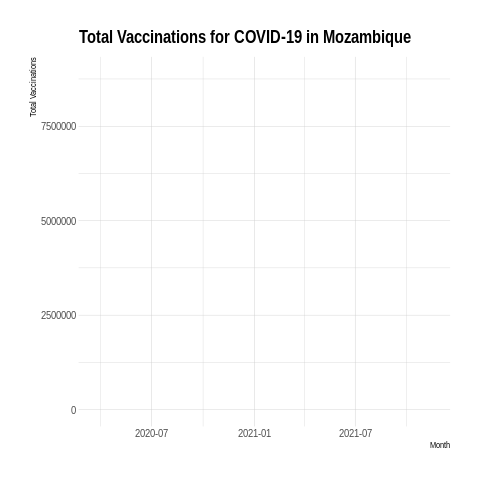 Total Vaccinations for COVID-19 in Mozambique
Total Vaccinations
7500000
5000000
2500000
0
2020-07 2021-01 2021-07
Month